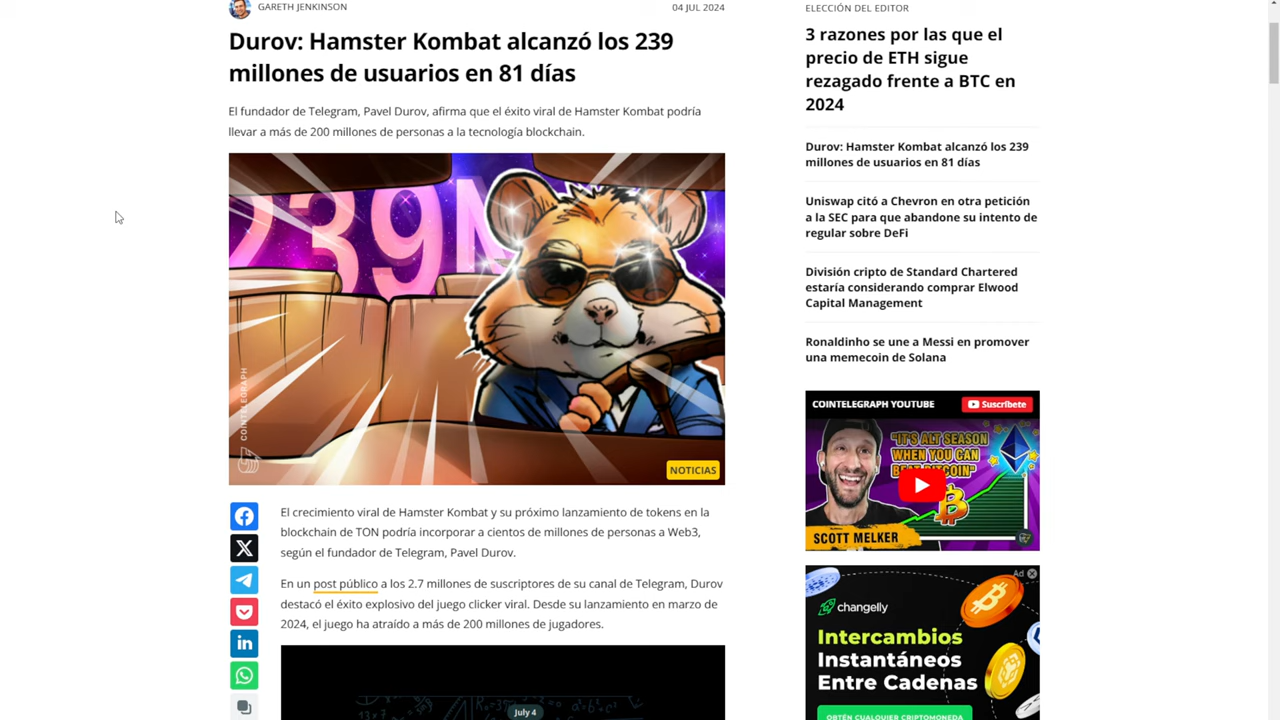 GARETH JENKINSON
04 JUL 2024
Durov: Hamster Kombat alcanzó los 239
millones de usuarios en 81 días
El fundador de Telegram, Pavel Durov, afirma que el éxito viral de Hamster Kombat podría
llevar a más de 200 millones de personas a la tecnología blockchain.
239M
COINTELEGRAPH
NOTICIAS
El crecimiento viral de Hamster Kombat y su próximo lanzamiento de tokens en la
blockchain de TON podría incorporar a cientos de millones de personas a Web3,
según el fundador de Telegram, Pavel Durov.
En un post público a los 2.7 millones de suscriptores de su canal de Telegram, Durov
destacó el éxito explosivo del juego clicker viral. Desde su lanzamiento en marzo de
2024, el juego ha atraído a más de 200 millones de jugadores.
July 4
ELECCIÓN DEL EDITOR
3 razones por las que el
precio de ETH sigue
rezagado frente a BTC en
2024
Durov: Hamster Kombat alcanzó los 239
millones de usuarios en 81 días
Uniswap citó a Chevron en otra petición
a la SEC para que abandone su intento de
regular sobre DeFi
División cripto de Standard Chartered
estaría considerando comprar Elwood
Capital Management
Ronaldinho se une a Messi en promover
una memecoin de Solana
COINTELEGRAPH YOUTUBE
Suscríbete
"IT'S ALT SEASON
WHEN YOU CAN
BEAT BITCOIN"
SCOTT MELKER
Ad
changelly
Intercambios
Instantáneos
Entre Cadenas
OBTÉN CUALQUIER CRIPTOMONEDA